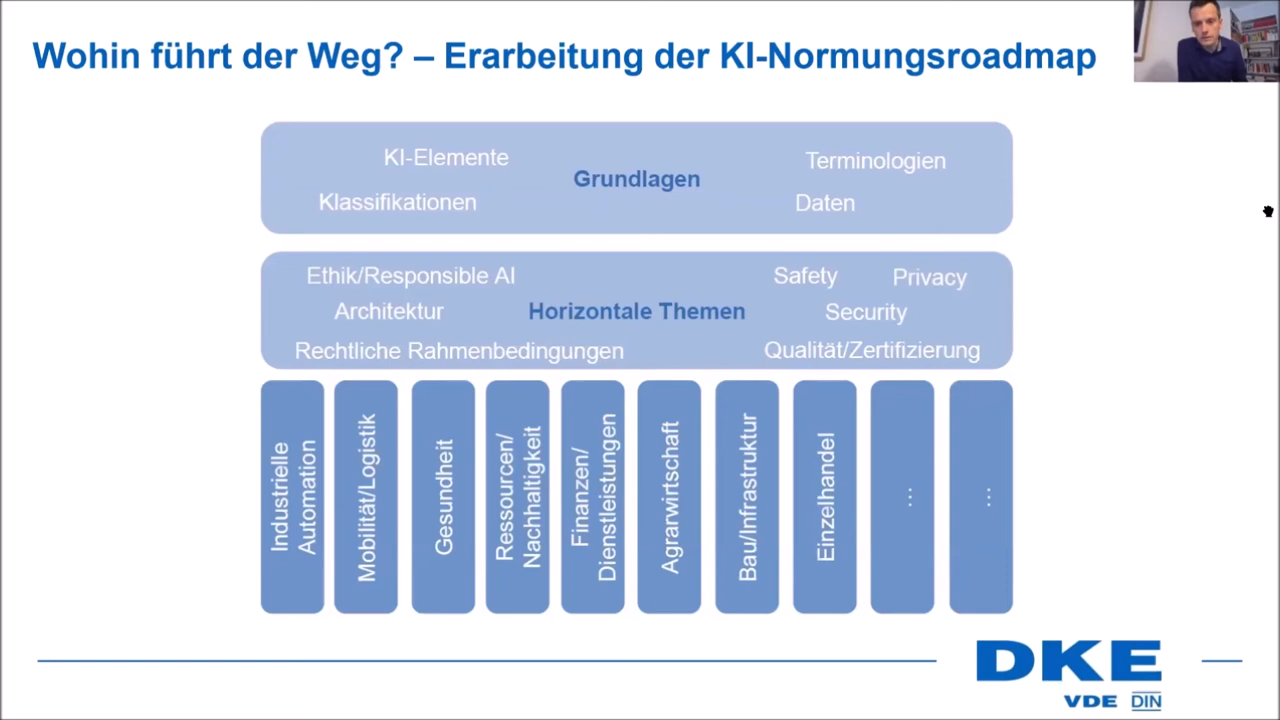 Wohin führt der Weg? – Erarbeitung der KI-Normungsroadmap
KI-Elemente
Terminologien
Grundlagen
Klassifikationen
Daten
Ethik/Responsible AI
Safety
Privacy
Architektur
Horizontale Themen
Security
Rechtliche Rahmenbedingungen
Qualität/Zertifizierung
Industrielle
Automation
Mobilität/Logistik
Gesundheit
Ressourcen/
Nachhaltigkeit
Finanzen/
Dienstleistungen
Agrarwirtschaft
Bau/Infrastruktur
Einzelhandel
...
...
DKE
VDE DIN